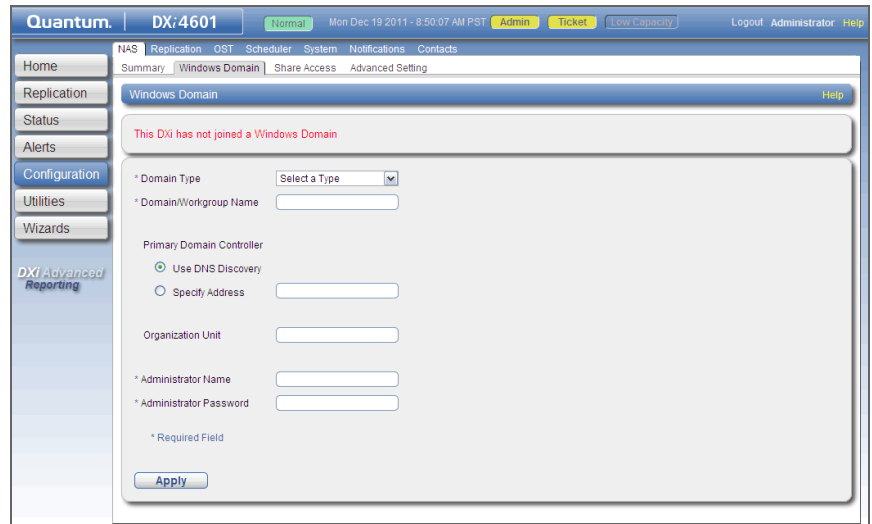 Quantum. DXi4601 Normal Mon Dec 19 2011 - 8:50:07 AM PST Admin Ticket Low Capacity Logout Administrator Help
NAS Replication OST Scheduler System Notifications Contacts
Summary Windows Domain Share Access Advanced Setting
Home
Replication
Status
Alerts
Configuration
Utilities
Wizards
DXi Advanced
Reporting
Windows Domain Help
This DXi has not joined a Windows Domain
* Domain Type Select a Type
* Domain/Workgroup Name
Primary Domain Controller
Use DNS Discovery
Specify Address
Organization Unit
* Administrator Name
* Administrator Password
* Required Field
Apply